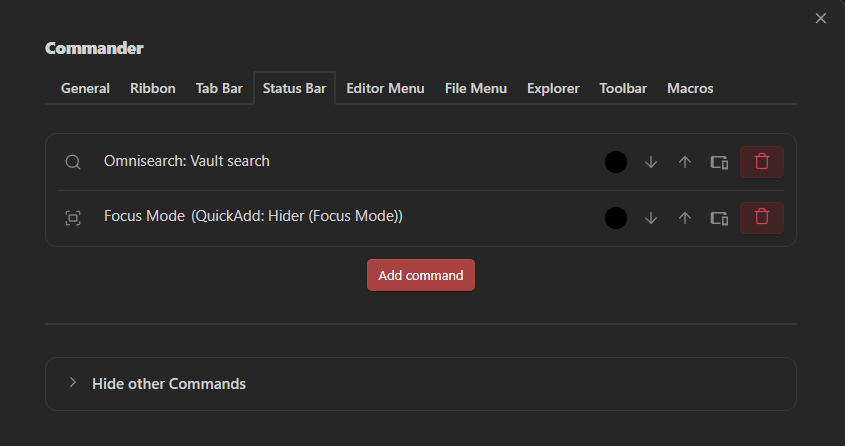 Commander
General Ribbon Tab Bar Status Bar Editor Menu File Menu Explorer Toolbar Macros
Omnisearch: Vault search
Focus Mode (QuickAdd: Hider (Focus Mode))
Add command
Hide other Commands